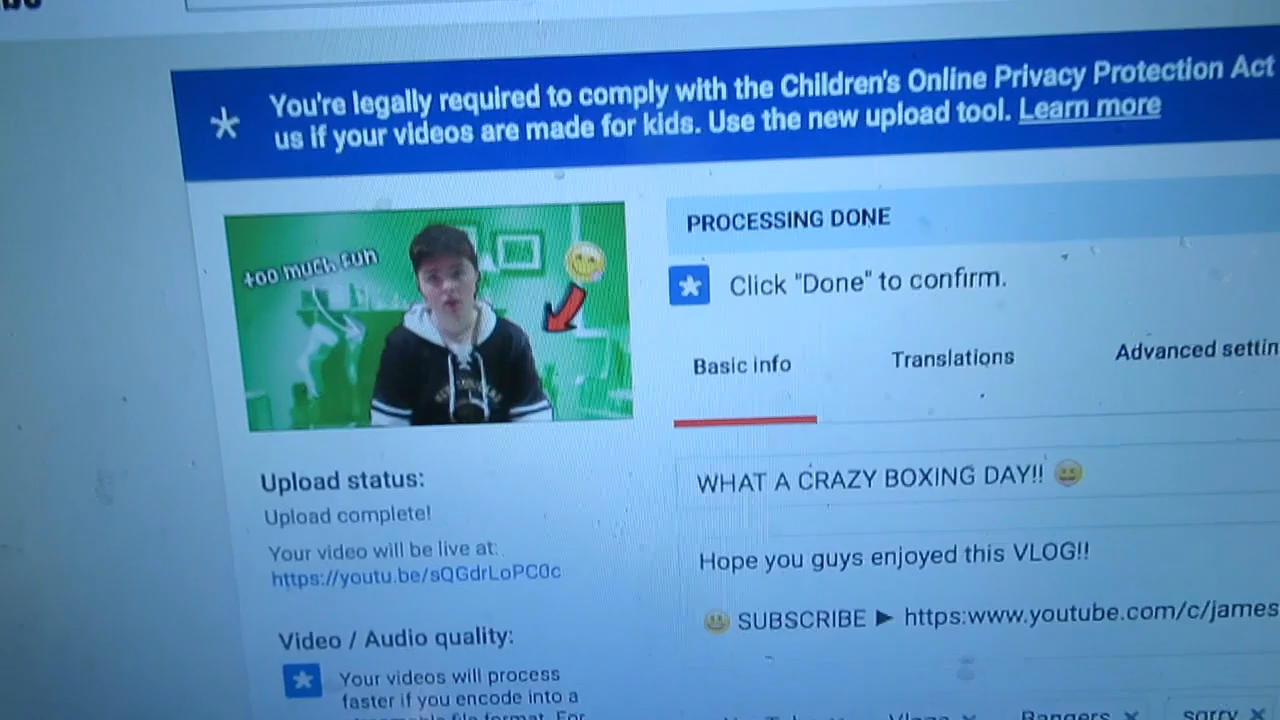 You're legally required to comply with the Children's Online Privacy Protection Act
us if your videos are made for kids. Use the new upload tool. Learn more
too much fun
PROCESSING DONE
Click "Done" to confirm.
Basic info
Translations
Advanced settin
WHAT A CRAZY BOXING DAY!! 😀
Upload status:
Upload complete!
Your video will be live at:
https://youtu.be/sQGdrLoPC0c
Hope you guys enjoyed this VLOG!!
😀 SUBSCRIBE ► https:www.youtube.com/c/james
Video / Audio quality:
Your videos will process
faster if you encode into a
file format. For
Vlogs
Bangers
sorry